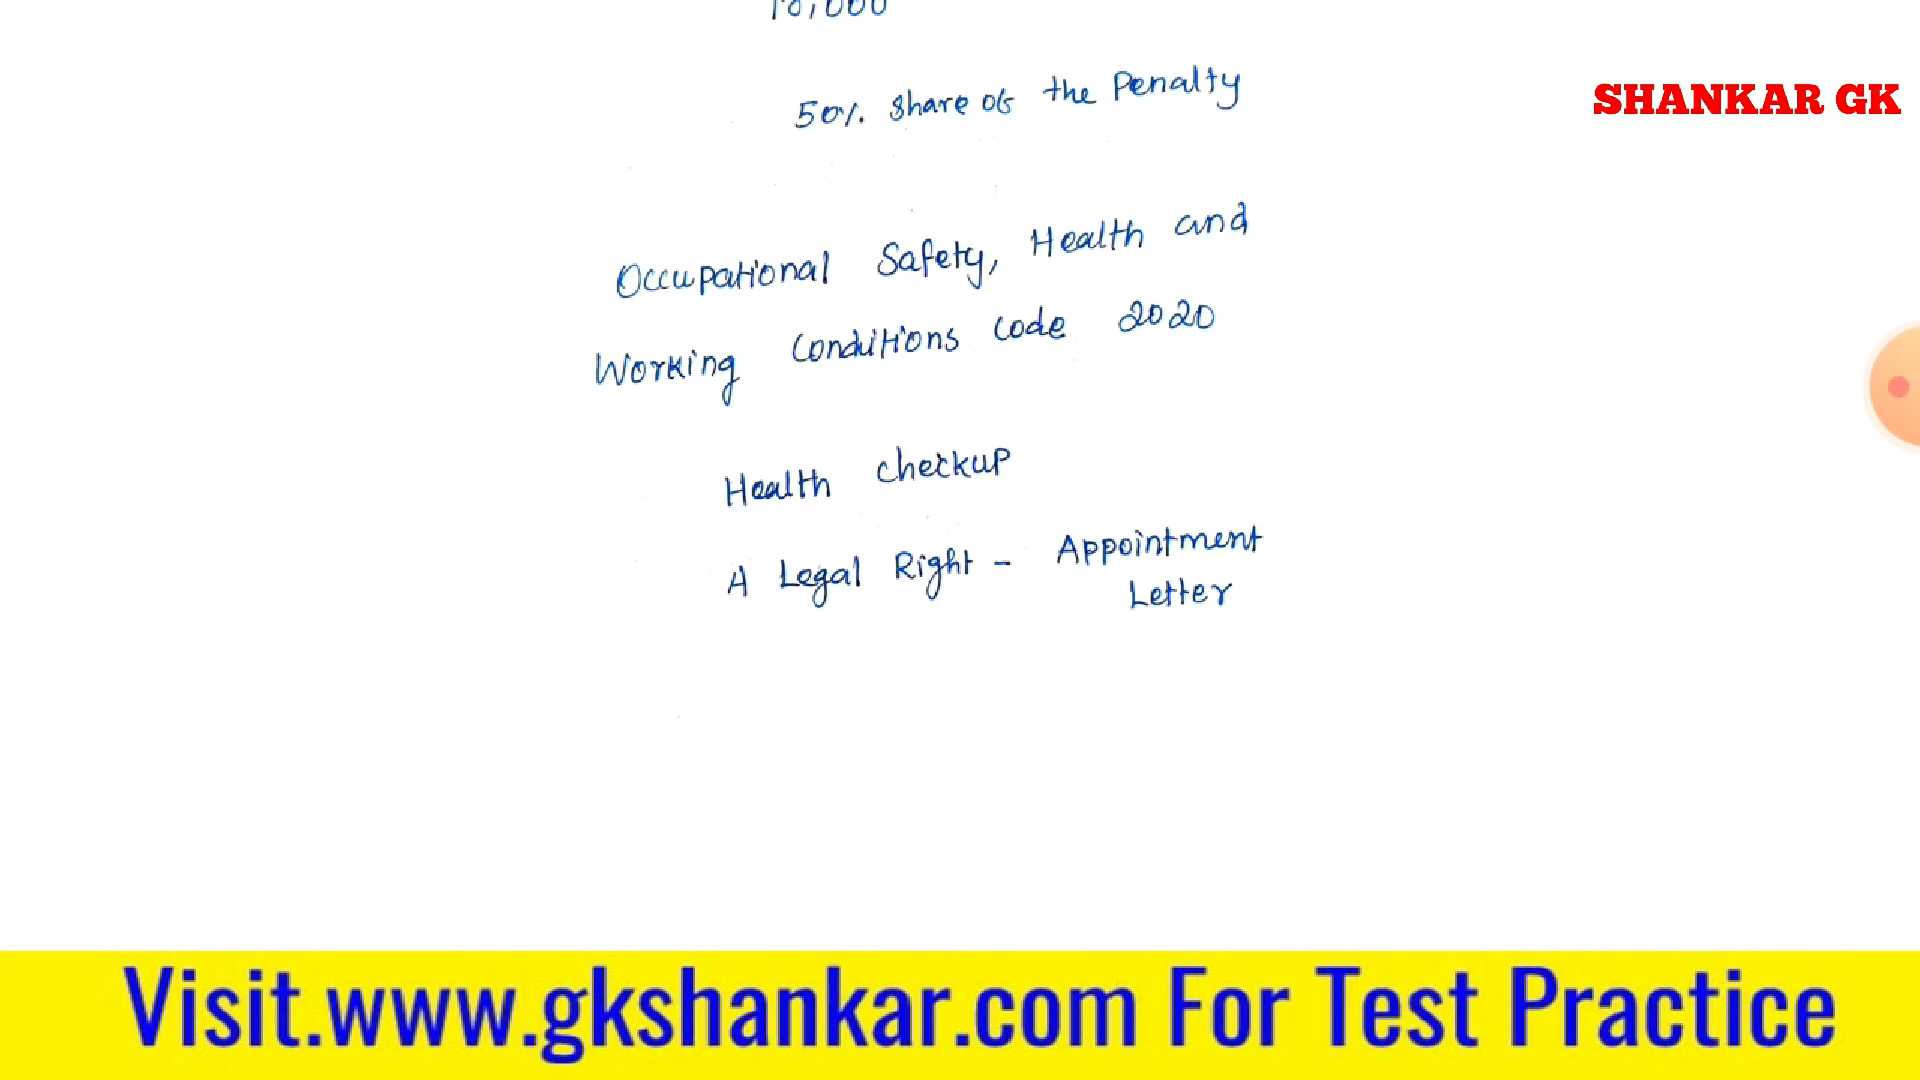 50% Share of the Penalty
SHANKAR GK
Occupational Safety, Health and
Working Conditions Code 2020
Health checkup
A Legal Right - Appointment
Letter
Visit.www.gkshankar.com For Test Practice